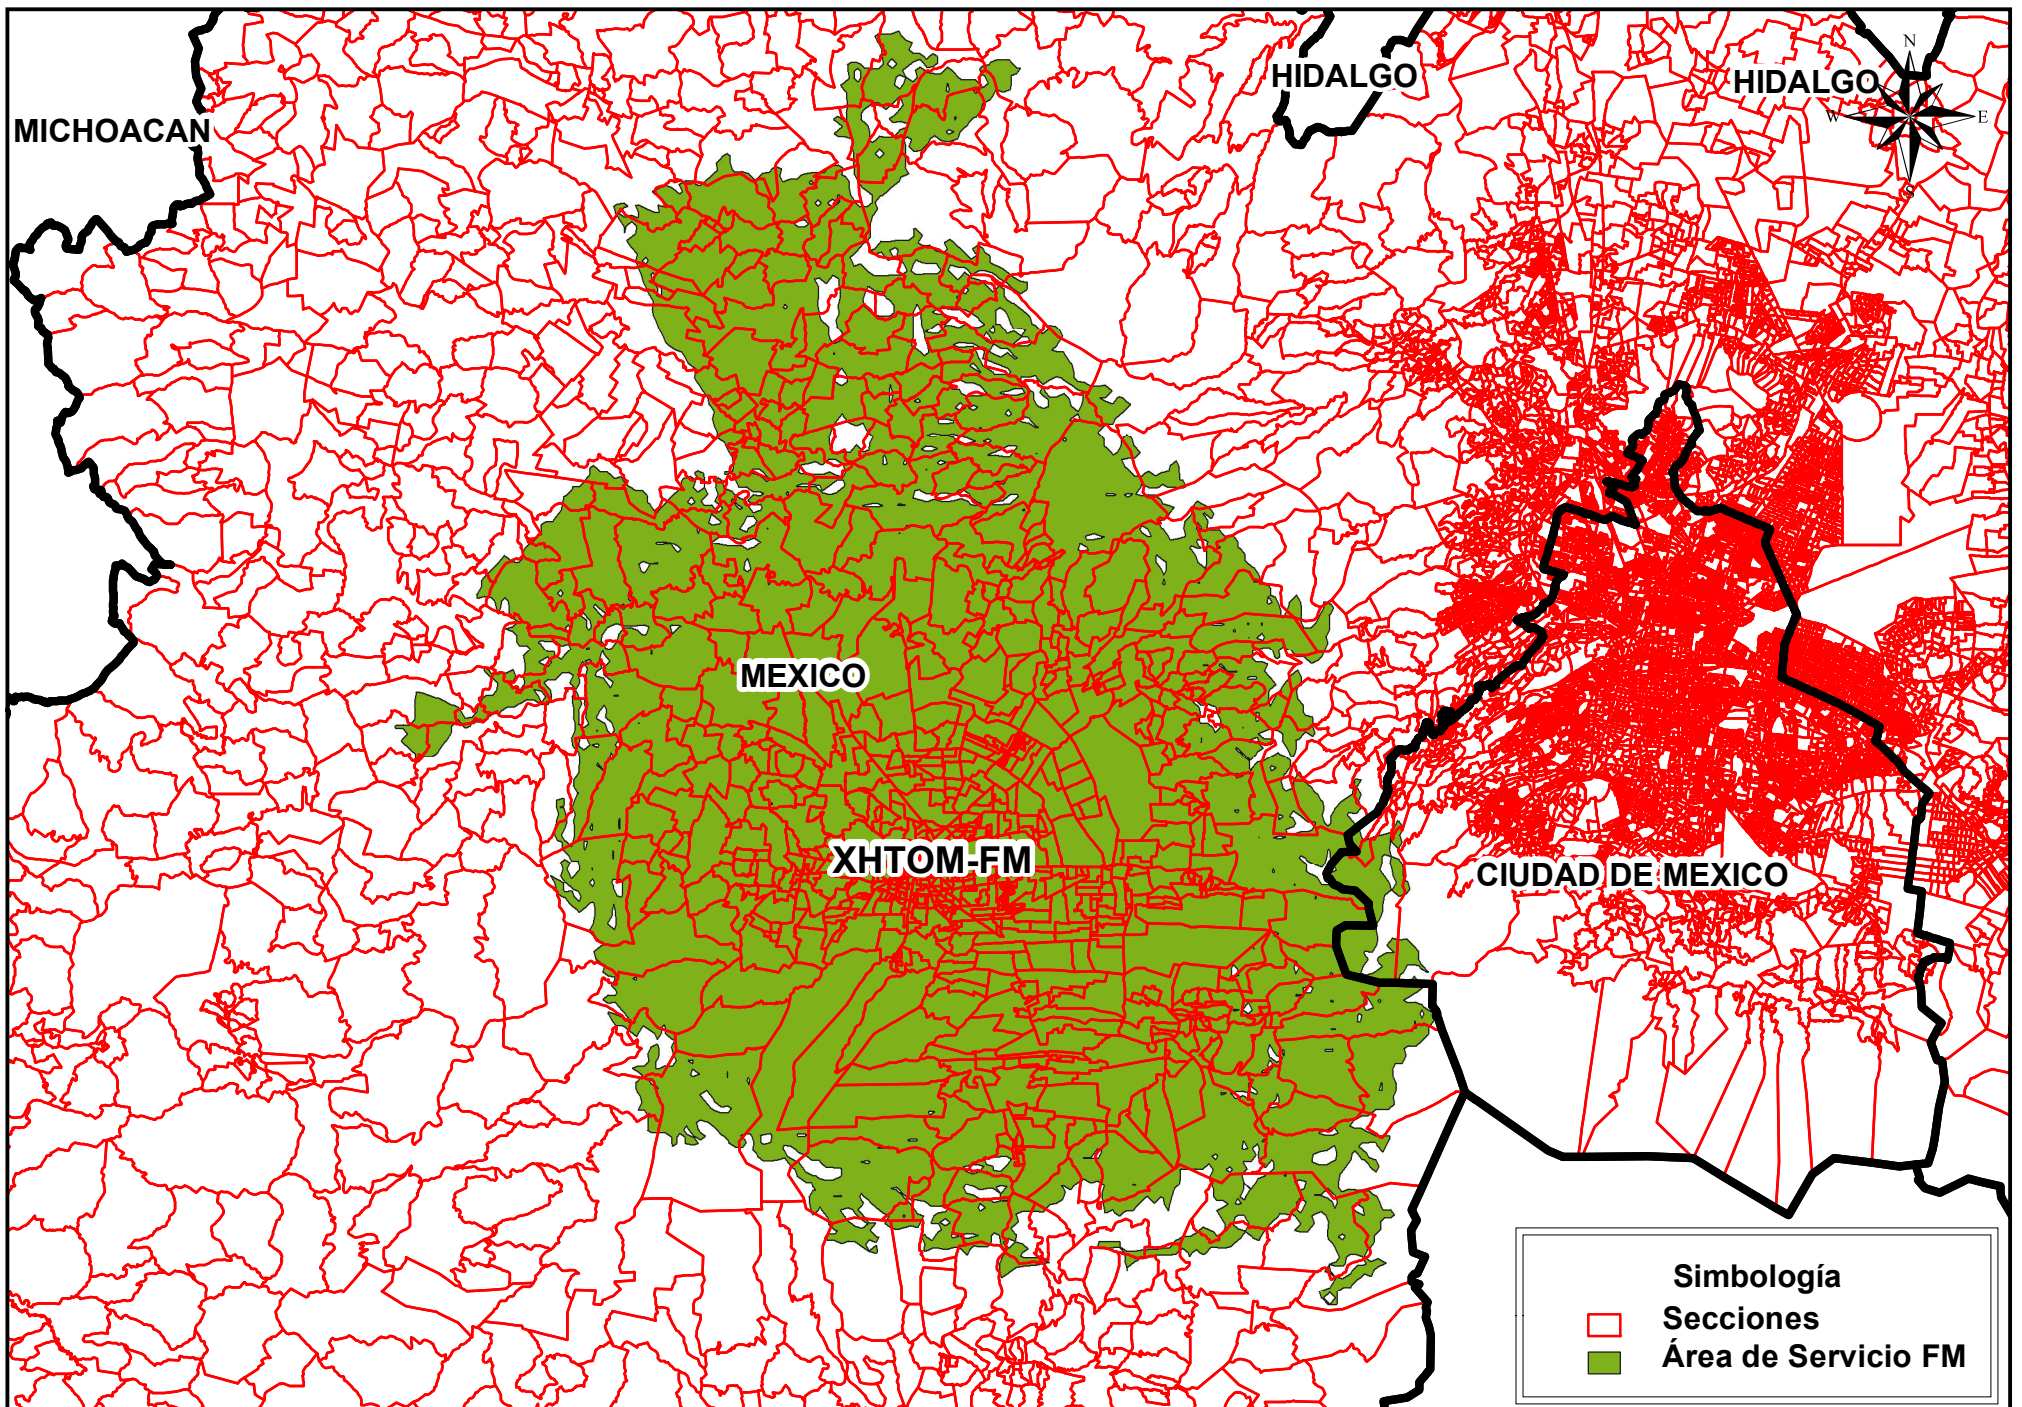 HIDALGO
HIDALGO
N
W
E
S
MICHOACAN
MEXICO
XHTOM-FM
CIUDAD DE MEXICO
Simbología
Secciones
Área de Servicio FM